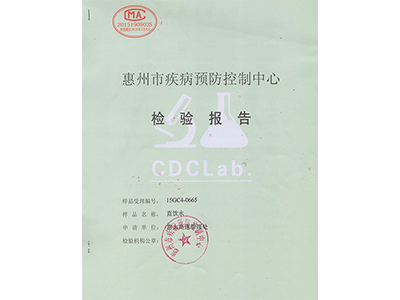 CMA
惠州市疾病预防控制中心
检 验 报 告
CDCLab.
样品受理编号: 15GC4-0665
样 品 名 称: 直饮水
申 请 单 位:
检验机构公章: